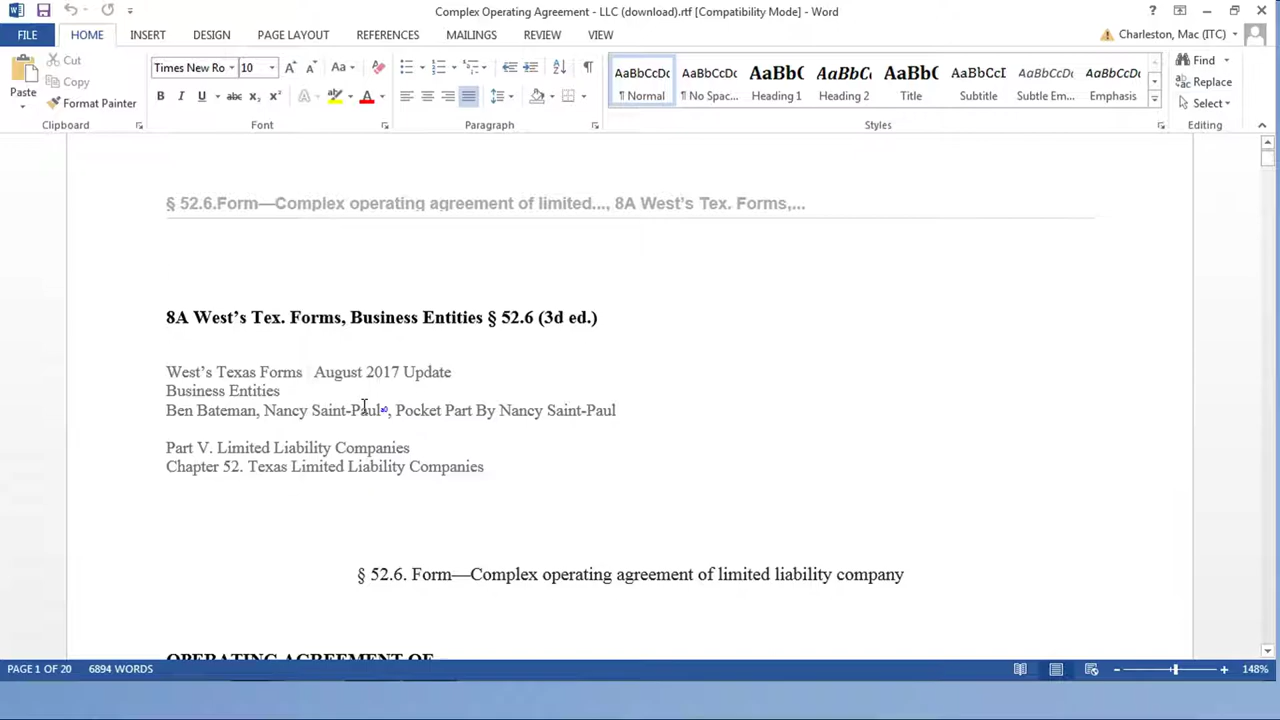 Complex Operating Agreement - LLC (download).rtf [Compatibility Mode] - Word
FILE HOME INSERT DESIGN PAGE LAYOUT REFERENCES MAILINGS REVIEW VIEW Charleston, Mac (ITC)
Paste
Cut
Copy
Format Painter
Clipboard
Times New Ro 10
Font
Paragraph
AaBbCcDc AaBbCcDc AaBbC AaBbCc AaBbC AaBbCcD AaBbCcDc AaBbCcDc
¶ Normal ¶ No Spac... Heading 1 Heading 2 Title Subtitle Subtle Em... Emphasis
Styles
Find
Replace
Select
Editing
§ 52.6.Form—Complex operating agreement of limited..., 8A West’s Tex. Forms,...
8A West’s Tex. Forms, Business Entities § 52.6 (3d ed.)
West’s Texas Forms August 2017 Update
Business Entities
Ben Bateman, Nancy Saint-Paul a0, Pocket Part By Nancy Saint-Paul
Part V. Limited Liability Companies
Chapter 52. Texas Limited Liability Companies
§ 52.6. Form—Complex operating agreement of limited liability company
OPERATING AGREEMENT OF
PAGE 1 OF 20 6894 WORDS 148%